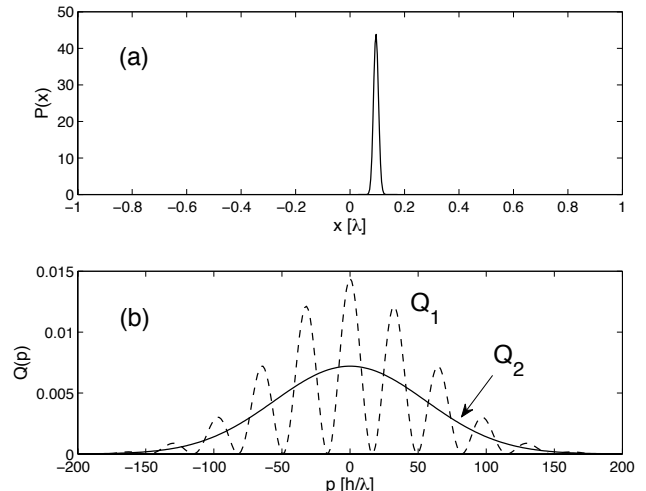 50
40
30
20
10
0
P(x)
(a)
−1 −0.8 −0.6 −0.4 −0.2 0 0.2 0.4 0.6 0.8 1
x [λ]
0.015
0.01
0.005
0
Q(p)
(b)
Q1
Q2
−200 −150 −100 −50 0 50 100 150 200
p [h/λ]